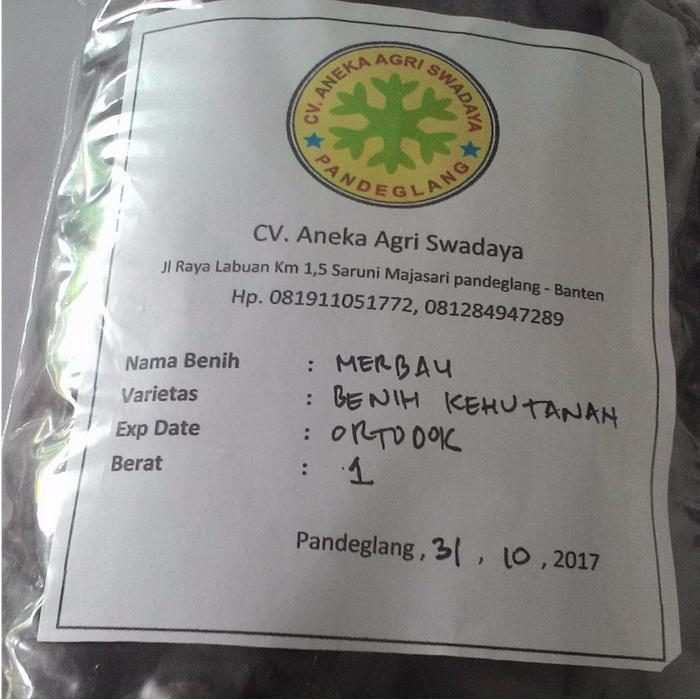 CV. ANEKA AGRI SWADAYA
PANDEGLANG
CV. Aneka Agri Swadaya
Jl Raya Labuan Km 1,5 Saruni Majasari pandeglang - Banten
Hp. 081911051772, 081284947289
Nama Benih : MERBAU
Varietas : BENIH KEHUTANAN
Exp Date : ORTODOK
Berat : 1
Pandeglang, 31, 10, 2017